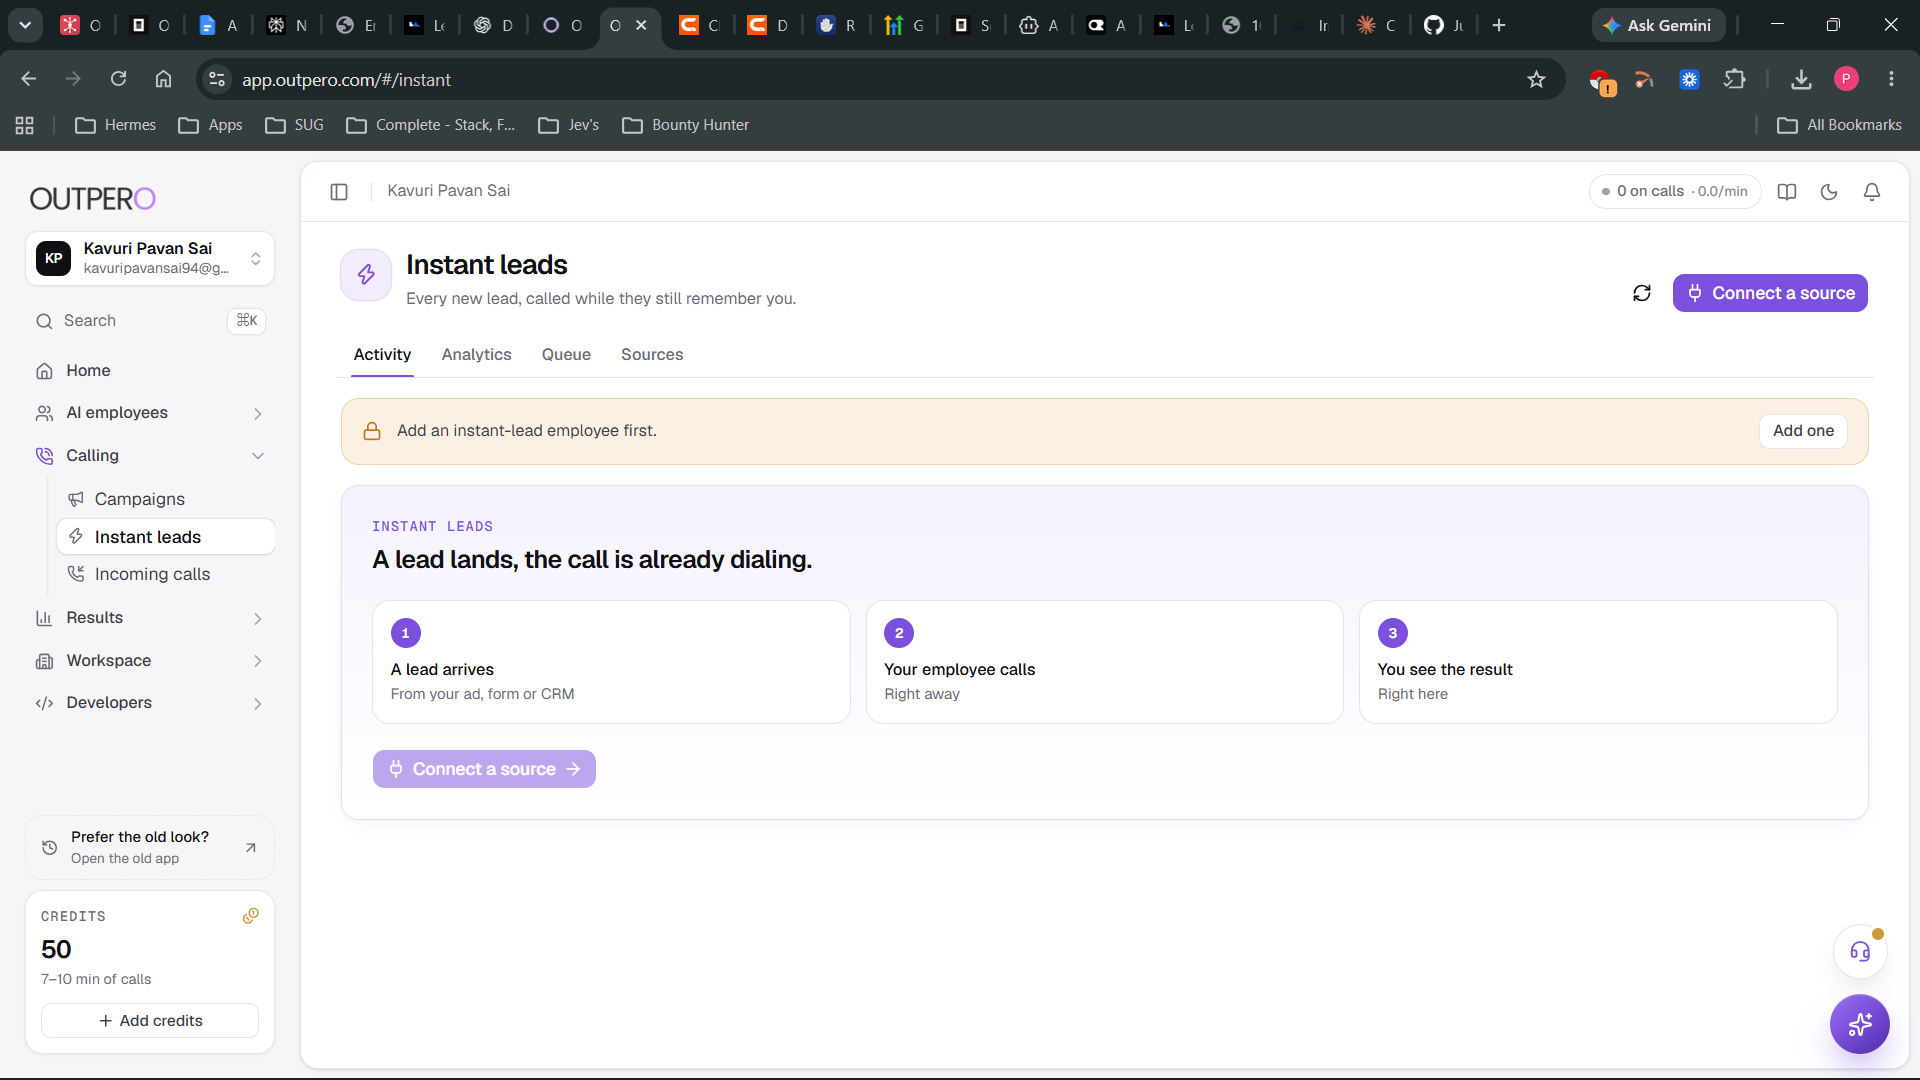 O
O
A
N
Er
Le
D
O
O
C
D
R
G
S
A
A
Le
1
In
C
Ju
Ask Gemini
app.outpero.com/#/instant
P
Hermes
Apps
SUG
Complete - Stack, F...
Jev's
Bounty Hunter
All Bookmarks
OUTPERO
KP
Kavuri Pavan Sai
kavuripavansai94@g...
Search
⌘K
Home
AI employees
Calling
Campaigns
Instant leads
Incoming calls
Results
Workspace
Developers
Prefer the old look?
Open the old app
CREDITS
50
7–10 min of calls
+ Add credits
Kavuri Pavan Sai
0 on calls · 0.0/min
Instant leads
Every new lead, called while they still remember you.
Connect a source
Activity
Analytics
Queue
Sources
Add an instant-lead employee first.
Add one
INSTANT LEADS
A lead lands, the call is already dialing.
1
A lead arrives
From your ad, form or CRM
2
Your employee calls
Right away
3
You see the result
Right here
Connect a source →